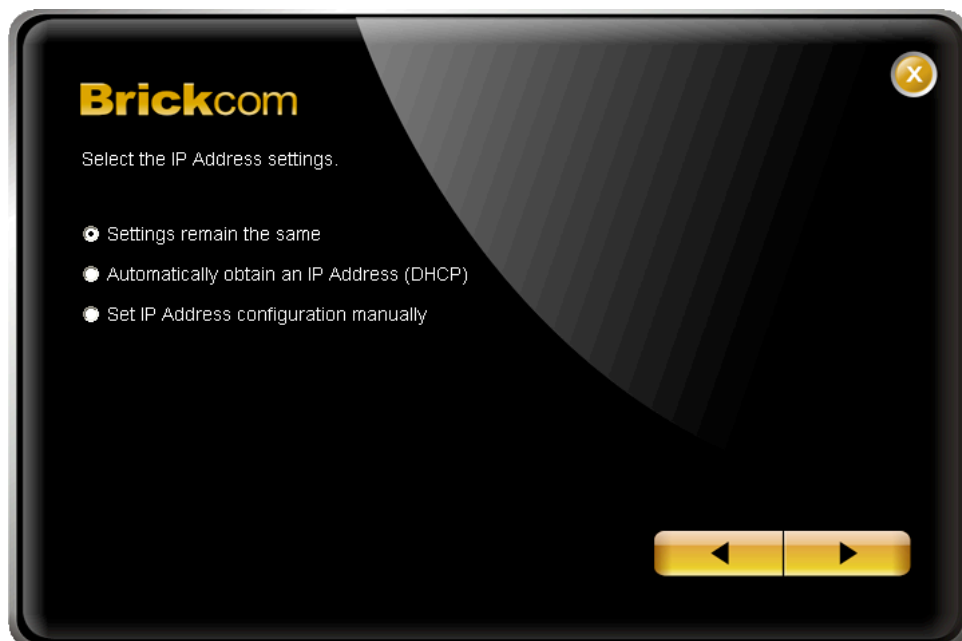 Brickcom
X
Select the IP Address settings.
Settings remain the same
Automatically obtain an IP Address (DHCP)
Set IP Address configuration manually